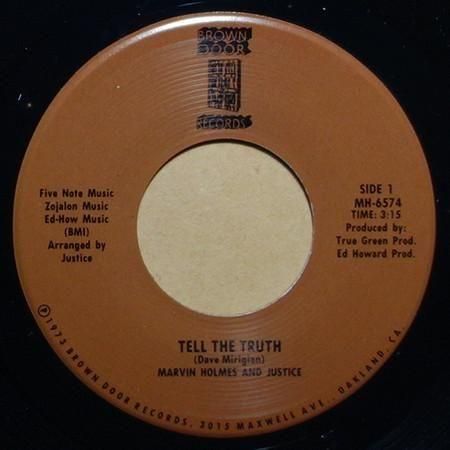 BROWN
DOOR
RECORDS
Five Note Music
Zojalon Music
Ed-How Music
(BMI)
Arranged by
Justice
SIDE 1
MH-6574
TIME: 3:15
Produced by:
True Green Prod.
Ed Howard Prod.
TELL THE TRUTH
(Dave Mirigian)
MARVIN HOLMES AND JUSTICE
Ⓟ1975 BROWN DOOR RECORDS, 3015 MAXWELL AVE., OAKLAND, CA.